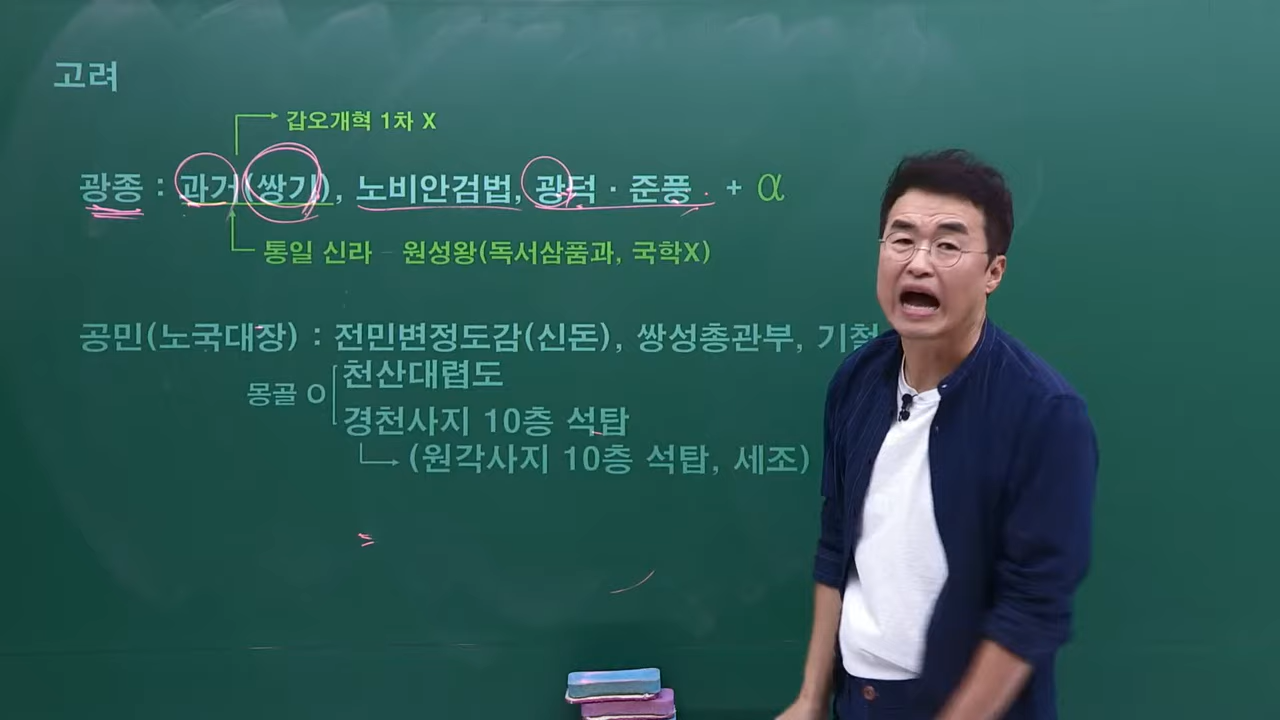 고려
갑오개혁 1차 X
광종 : 과거(쌍기), 노비안검법, 광덕 · 준풍 + α
통일 신라 - 원성왕(독서삼품과, 국학X)
공민(노국대장) : 전민변정도감(신돈), 쌍성총관부, 기철
몽골 O
천산대렵도
경천사지 10층 석탑
(원각사지 10층 석탑, 세조)